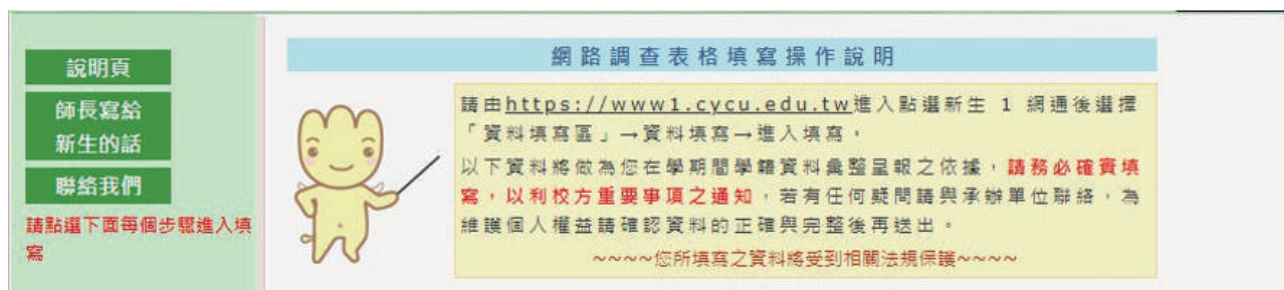 說明頁
師長寫給
新生的話
聯絡我們
請點選下面每個步驟進入填
寫
網路調查表格填寫操作說明
請由https://www1.cycu.edu.tw進入點選新生 1 網通後選擇
「資料填寫區」→資料填寫→進入填寫。
以下資料將做為您在學期間學籍資料彙整呈報之依據，請務必確實填
寫，以利校方重要事項之通知，若有任何疑問請與承辦單位聯絡，為
維護個人權益請確認資料的正確與完整後再送出。
~~~~您所填寫之資料將受到相關法規保護~~~~